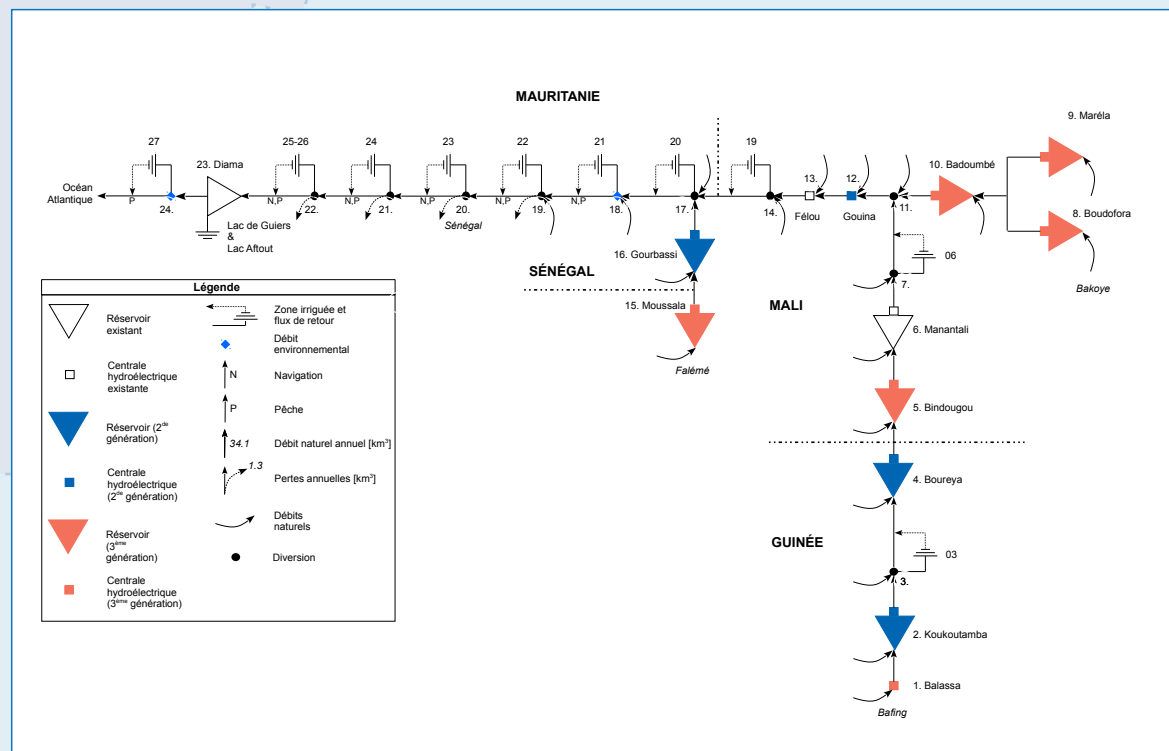 MAURITANIE
9. Maréla
27
23. Diama
25-26
24
23
22
21
20
19
13.
12.
10. Badoumbé
Océan
Atlantique
P
24.
N,P
22.
N,P
21.
N,P
20.
N,P
19.
N,P
18.
17.
14.
Félou
Gouina
11.
8. Boudofora
Lac de Guiers
&
Lac Aftout
Sénégal
16. Gourbassi
SÉNÉGAL
06
7.
Bakoye
15. Moussala
MALI
6. Manantali
Falémé
5. Bindougou
4. Boureya
GUINÉE
03
3.
2. Koukoutamba
1. Balassa
Bafing
Légende
Réservoir
existant
Centrale
hydroélectrique
existante
Réservoir (2de
génération)
Centrale
hydroélectrique
(2de génération)
Réservoir
(3ème
génération)
Centrale
hydroélectrique
(3ème génération)
Zone irriguée et
flux de retour
Débit
environnemental
N
Navigation
P
Pêche
34.1
Débit naturel annuel [km³]
1.3
Pertes annuelles [km³]
Débits
naturels
Diversion